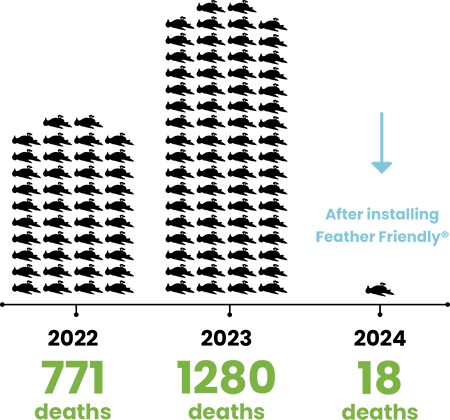 After installing
Feather Friendly®
2022
771
deaths
2023
1280
deaths
2024
18
deaths